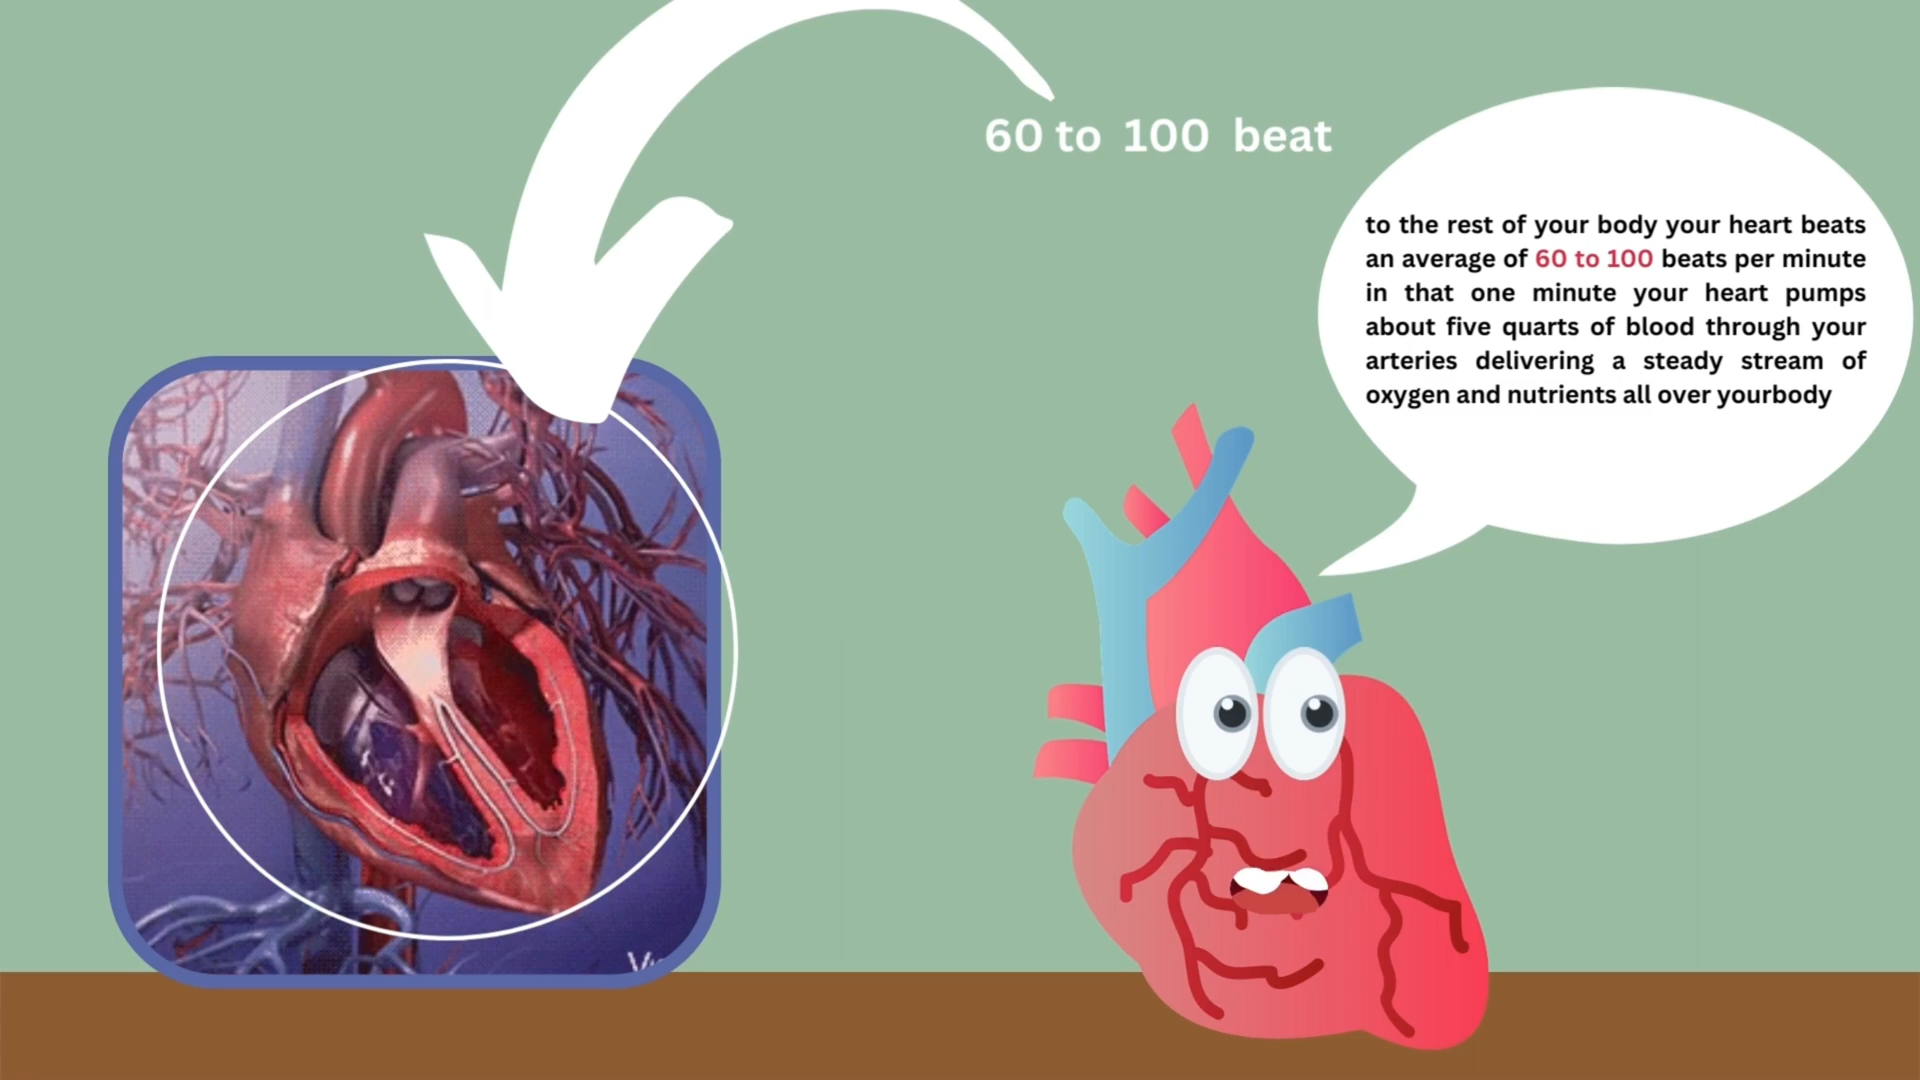 60 to 100 beat
to the rest of your body your heart beats
an average of 60 to 100 beats per minute
in that one minute your heart pumps
about five quarts of blood through your
arteries delivering a steady stream of
oxygen and nutrients all over yourbody